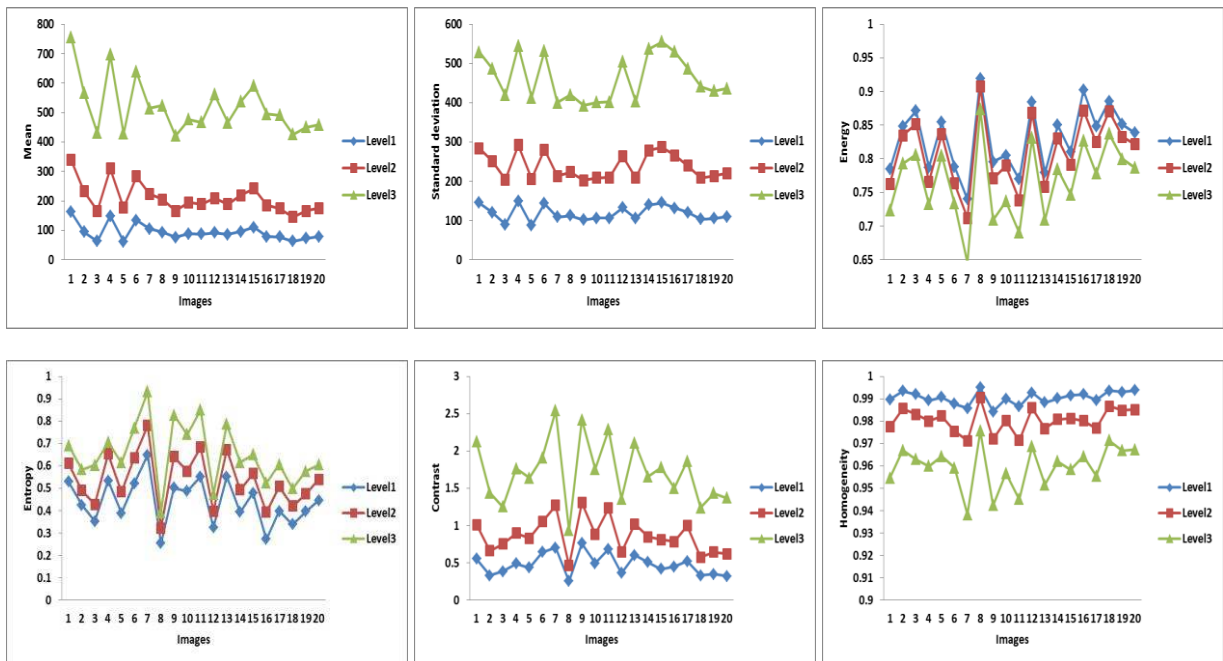 800
700
600
500
400
300
200
100
0
Mean
1 2 3 4 5 6 7 8 9 10 11 12 13 14 15 16 17 18 19 20
Images
Level1
Level2
Level3
600
500
400
300
200
100
0
Standard deviation
1 2 3 4 5 6 7 8 9 10 11 12 13 14 15 16 17 18 19 20
Images
Level1
Level2
Level3
1
0.95
0.9
0.85
0.8
0.75
0.7
0.65
Energy
1 2 3 4 5 6 7 8 9 10 11 12 13 14 15 16 17 18 19 20
Images
Level1
Level2
Level3
1
0.9
0.8
0.7
0.6
0.5
0.4
0.3
0.2
0.1
0
Entropy
1 2 3 4 5 6 7 8 9 10 11 12 13 14 15 16 17 18 19 20
Images
Level1
Level2
Level3
3
2.5
2
1.5
1
0.5
0
Contrast
1 2 3 4 5 6 7 8 9 10 11 12 13 14 15 16 17 18 19 20
Images
Level1
Level2
Level3
1
0.99
0.98
0.97
0.96
0.95
0.94
0.93
0.92
0.91
0.9
Homogeneity
1 2 3 4 5 6 7 8 9 10 11 12 13 14 15 16 17 18 19 20
Images
Level1
Level2
Level3